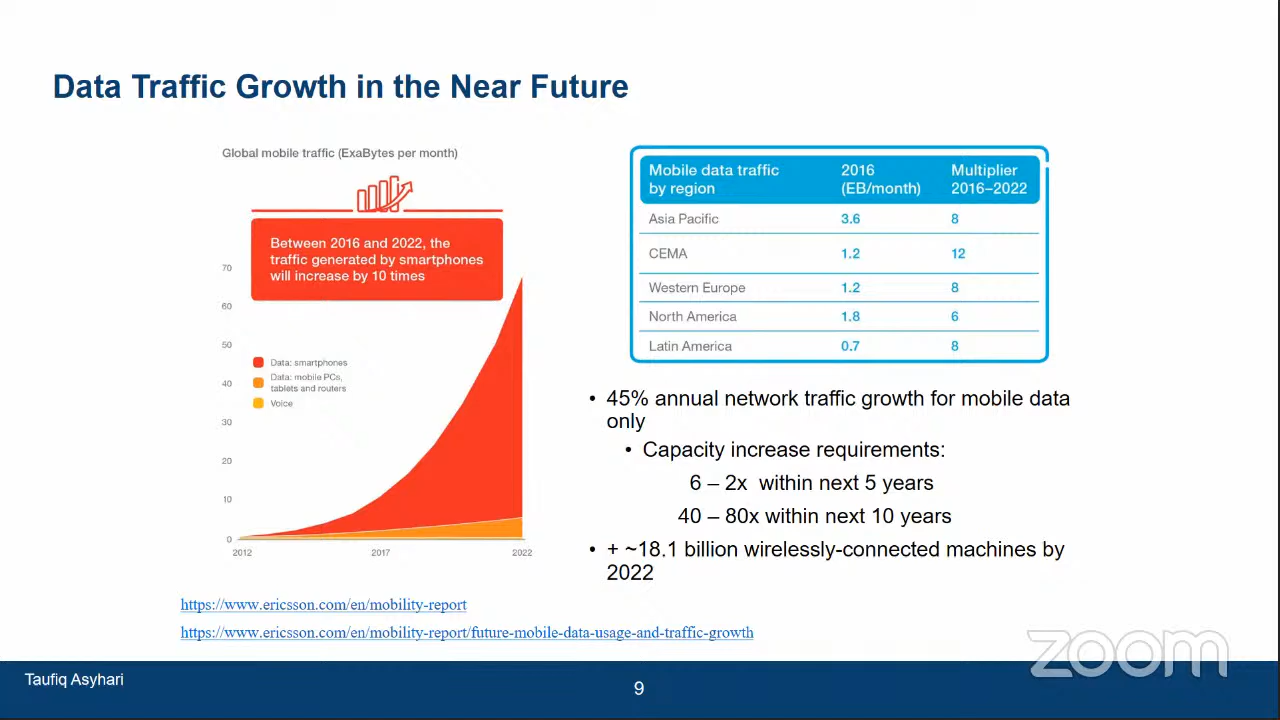 Data Traffic Growth in the Near Future
Global mobile traffic (ExaBytes per month)
Between 2016 and 2022, the
traffic generated by smartphones
will increase by 10 times
70
60
50
40
30
20
10
0
Data: smartphones
Data: mobile PCs,
tablets and routers
Voice
2012 2017 2022
Mobile data traffic
by region
2016
(EB/month)
Multiplier
2016–2022
Asia Pacific 3.6 8
CEMA 1.2 12
Western Europe 1.2 8
North America 1.8 6
Latin America 0.7 8
• 45% annual network traffic growth for mobile data
only
• Capacity increase requirements:
6 – 2x within next 5 years
40 – 80x within next 10 years
• + ~18.1 billion wirelessly-connected machines by
2022
https://www.ericsson.com/en/mobility-report
https://www.ericsson.com/en/mobility-report/future-mobile-data-usage-and-traffic-growth
zoom
Taufiq Asyhari
9